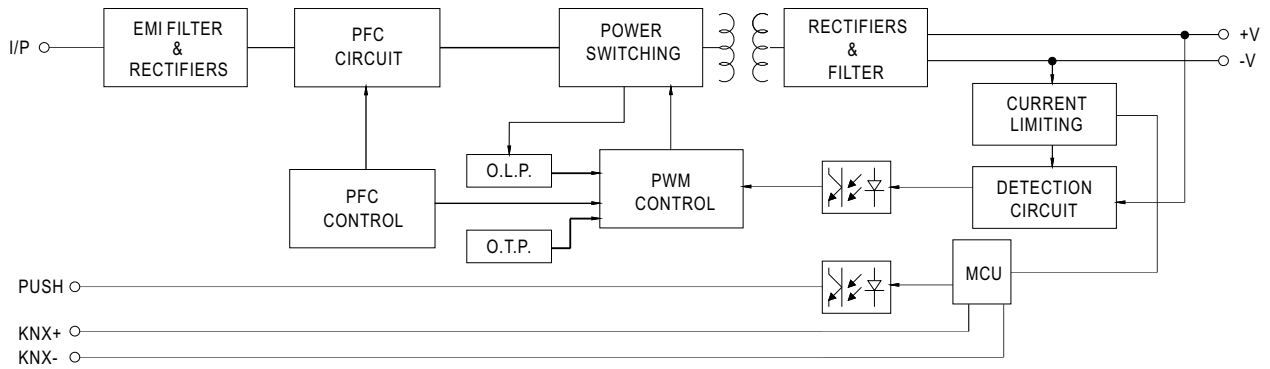 I/P
EMI FILTER
&
RECTIFIERS
PFC
CIRCUIT
POWER
SWITCHING
RECTIFIERS
&
FILTER
+V
-V
CURRENT
LIMITING
O.L.P.
PWM
CONTROL
DETECTION
CIRCUIT
PFC
CONTROL
O.T.P.
MCU
PUSH
KNX+
KNX-